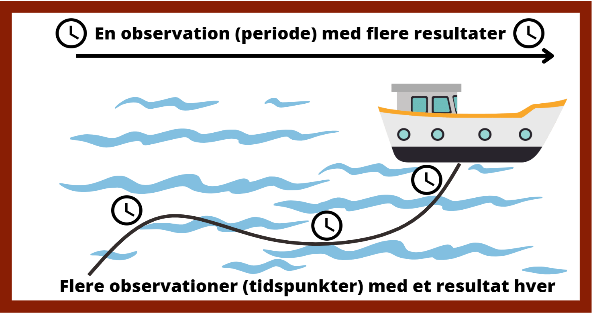 En observation (periode) med flere resultater
Flere observationer (tidspunkter) med et resultat hver